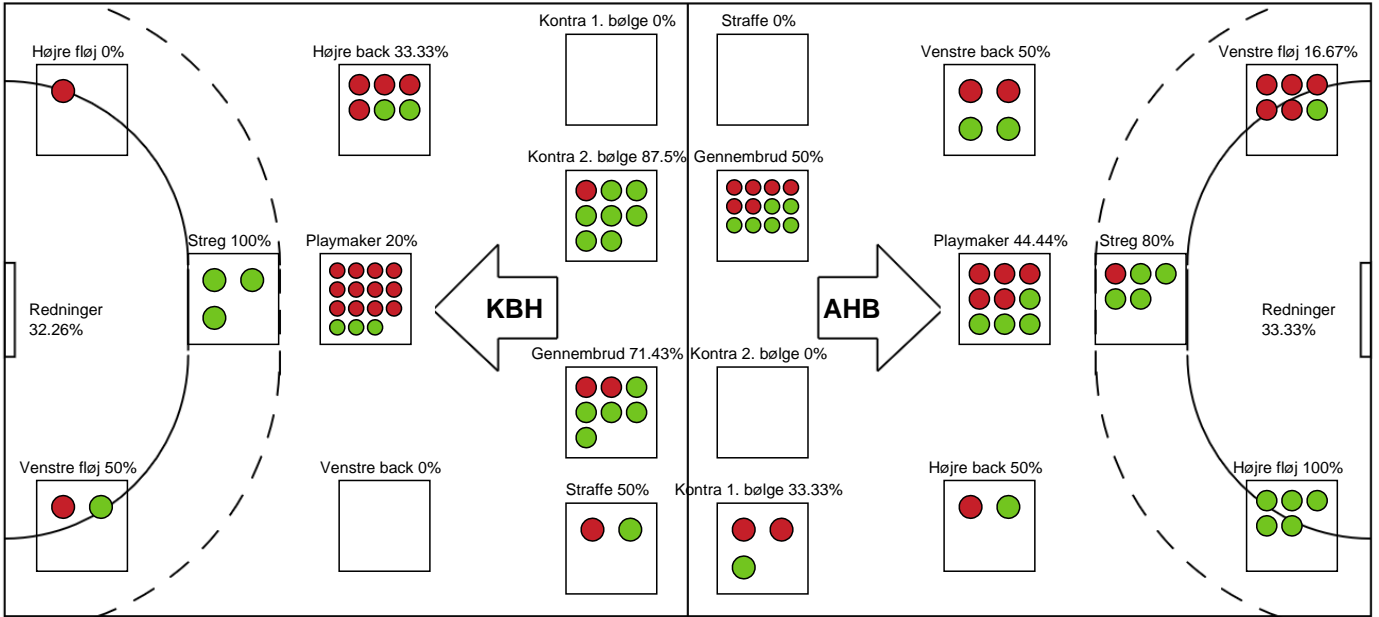 Kontra 1. bølge 0%
Straffe 0%
Højre fløj 0%
Højre back 33.33%
Venstre back 50%
Venstre fløj 16.67%
Kontra 2. bølge 87.5%
Gennembrud 50%
Streg 100%
Playmaker 20%
Playmaker 44.44%
Streg 80%
Redninger
32.26%
KBH
AHB
Redninger
33.33%
Gennembrud 71.43%
Kontra 2. bølge 0%
Venstre fløj 50%
Venstre back 0%
Højre back 50%
Højre fløj 100%
Straffe 50%
Kontra 1. bølge 33.33%